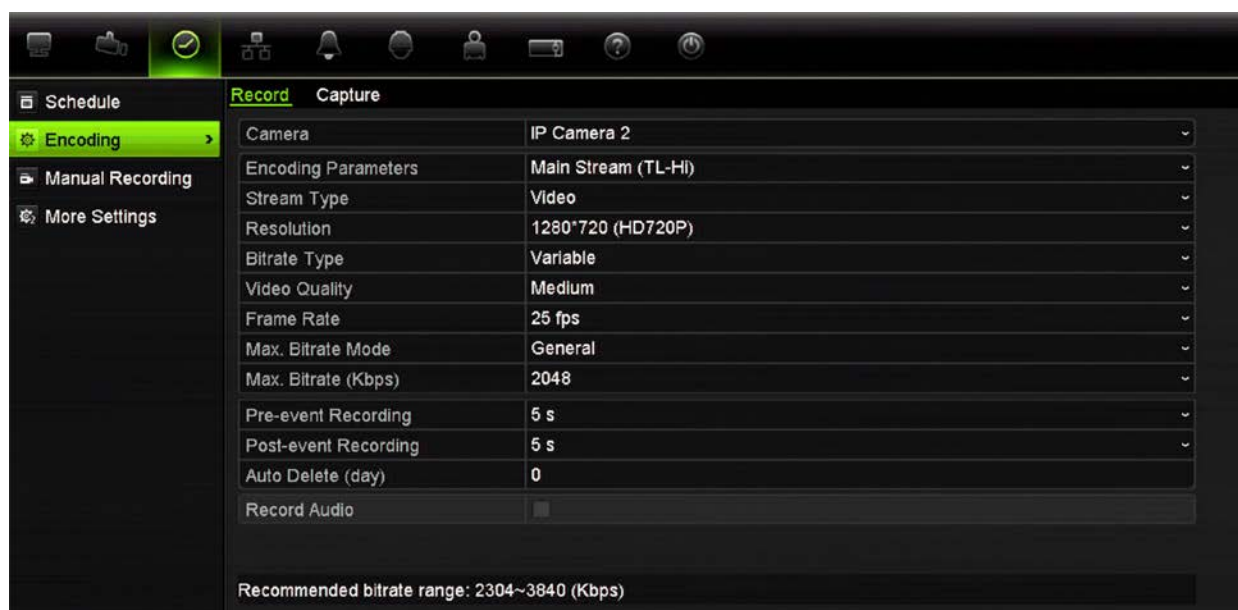 Schedule
Encoding
Manual Recording
More Settings
Record Capture
Camera IP Camera 2
Encoding Parameters Main Stream (TL-Hi)
Stream Type Video
Resolution 1280*720 (HD720P)
Bitrate Type Variable
Video Quality Medium
Frame Rate 25 fps
Max. Bitrate Mode General
Max. Bitrate (Kbps) 2048
Pre-event Recording 5 s
Post-event Recording 5 s
Auto Delete (day) 0
Record Audio
Recommended bitrate range: 2304~3840 (Kbps)